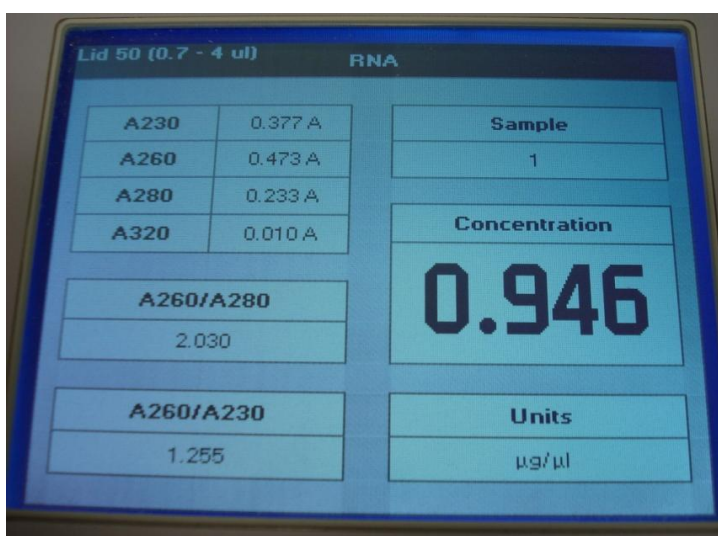 Lid 50 (0.7 - 4 ul)
RNA
A230 0.377 A
A260 0.473 A
A280 0.233 A
A320 0.010 A
A260/A280
2.030
A260/A230
1.255
Sample
1
Concentration
0.946
Units
µg/µl